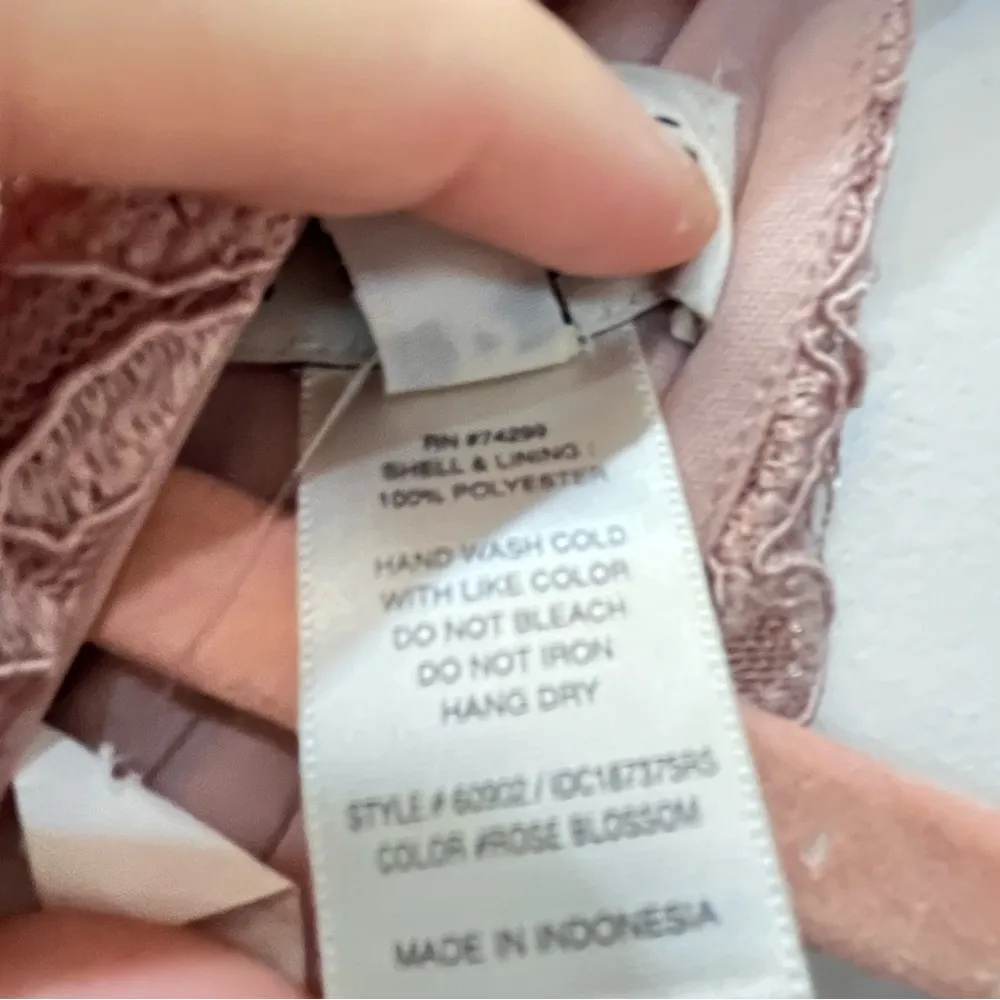 RN #74299
SHELL & LINING :
100% POLYESTER
HAND WASH COLD
WITH LIKE COLOR
DO NOT BLEACH
DO NOT IRON
HANG DRY
STYLE # 60902 / IDC167375RS
COLOR #ROSE BLOSSOM
MADE IN INDONESIA